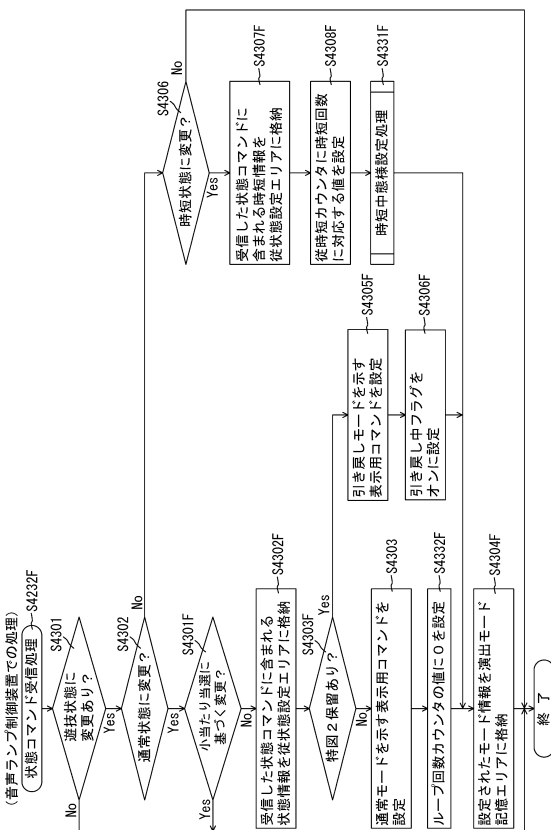 (音声ランプ制御装置での処理)
状態コマンド受信処理
S4232F
遊技状態に
変更あり?
S4301
No
Yes
通常状態に変更?
S4302
No
Yes
小当たり当選に
基づく変更?
S4301F
Yes
No
受信した状態コマンドに含まれる
状態情報を従状態設定エリアに格納
S4302F
特図2保留あり?
S4303F
Yes
No
通常モードを示す表示用コマンドを
設定
S4303
ループ回数カウンタの値に0を設定
S4332F
設定されたモード情報を演出モード
記憶エリアに格納
S4304F
終 了
引き戻しモードを示す
表示用コマンドを設定
S4305F
引き戻し中フラグを
オンに設定
S4306F
時短状態に変更?
S4306
No
Yes
受信した状態コマンドに
含まれる時短情報を
従状態設定エリアに格納
S4307F
従時短カウンタに時短回数
に対応する値を設定
S4308F
時短中態様設定処理
S4331F